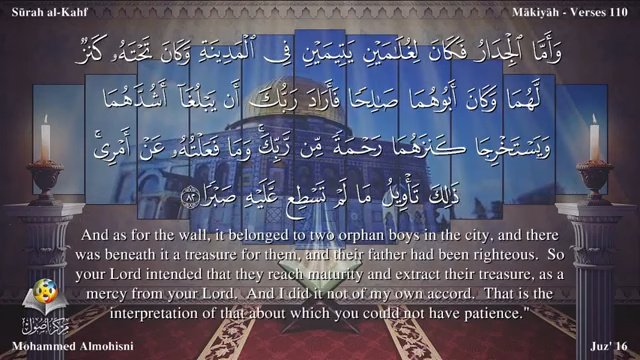 Sūrah al-Kahf
Mākiyàh - Verses 110
وَأَمَّا ٱلْجِدَارُ فَكَانَ لِغُلَـٰمَيْنِ يَتِيمَيْنِ فِى ٱلْمَدِينَةِ وَكَانَ تَحْتَهُۥ كَنزٌ
لَّهُمَا وَكَانَ أَبُوهُمَا صَـٰلِحًا فَأَرَادَ رَبُّكَ أَن يَبْلُغَآ أَشُدَّهُمَا
وَيَسْتَخْرِجَا كَنزَهُمَا رَحْمَةً مِّن رَّبِّكَ ۚ وَمَا فَعَلْتُهُۥ عَنْ أَمْرِى ۚ
ذَٰلِكَ تَأْوِيلُ مَا لَمْ تَسْطِع عَّلَيْهِ صَبْرًا ٨٢
And as for the wall, it belonged to two orphan boys in the city, and there
was beneath it a treasure for them, and their father had been righteous.  So
your Lord intended that they reach maturity and extract their treasure, as a
mercy from your Lord.  And I did it not of my own accord.  That is the
interpretation of that about which you could not have patience."
مركز أصول
Mohammed Almohisni
Juz' 16